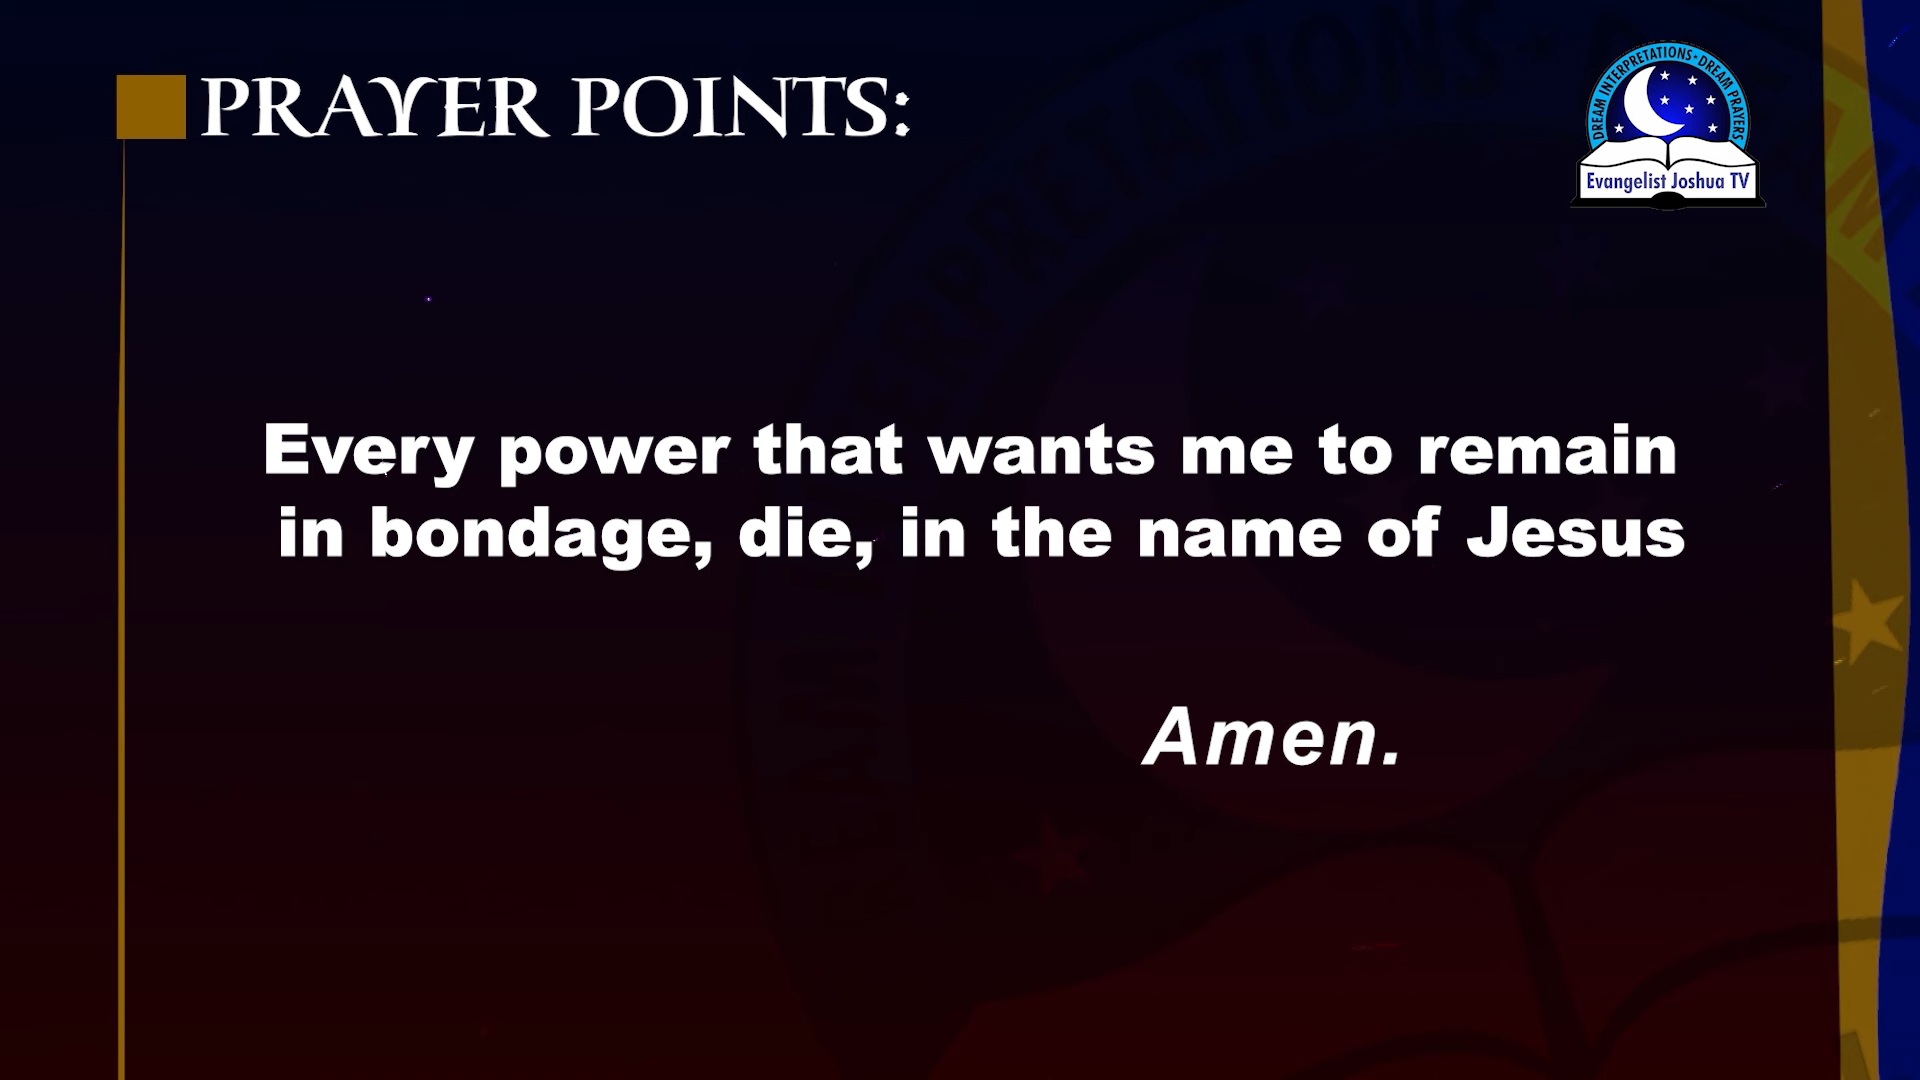 PRAYER POINTS:
DREAM INTERPRETATIONS • DREAM PRAYERS
Evangelist Joshua TV
Every power that wants me to remain
in bondage, die, in the name of Jesus
Amen.